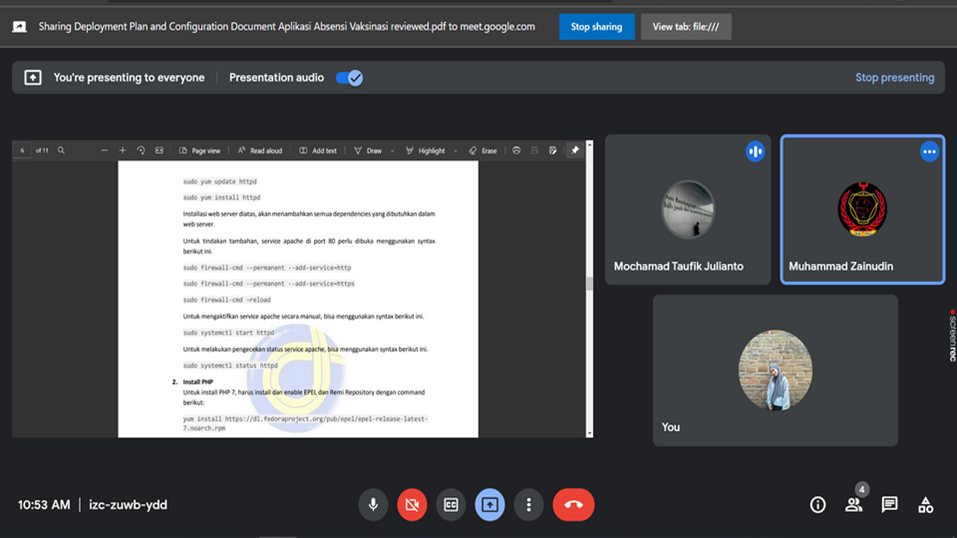 Sharing Deployment Plan and Configuration Document Aplikasi Absensi Vaksinasi reviewed.pdf to meet.google.com
Stop sharing
View tab: file:///
You're presenting to everyone
Presentation audio
Stop presenting
6 of 11
Page view
Read aloud
Add text
Draw
Highlight
Erase
sudo yum update httpd
sudo yum install httpd
Installasi web server diatas, akan menambahkan semua dependencies yang dibutuhkan dalam
web server.
Untuk tindakan tambahan, service apache di port 80 perlu dibuka menggunakan syntax
berikut ini.
sudo firewall-cmd --permanent --add-service=http
sudo firewall-cmd --permanent --add-service=https
sudo firewall-cmd -reload
Untuk mengaktifkan service apache secara manual, bisa menggunakan syntax berikut ini.
sudo systemctl start httpd
Untuk melakukan pengecekan status service apache, bisa menggunakan syntax berikut ini.
sudo systemctl status httpd
2. Install PHP
Untuk install PHP 7, harus install dan enable EPEL dan Remi Repository dengan command
berikut:
yum install https://dl.fedoraproject.org/pub/epel/epel-release-latest-
7.noarch.rpm
Mochamad Taufik Julianto
Muhammad Zainudin
You
screenrec
10:53 AM | izc-zuwb-ydd
4